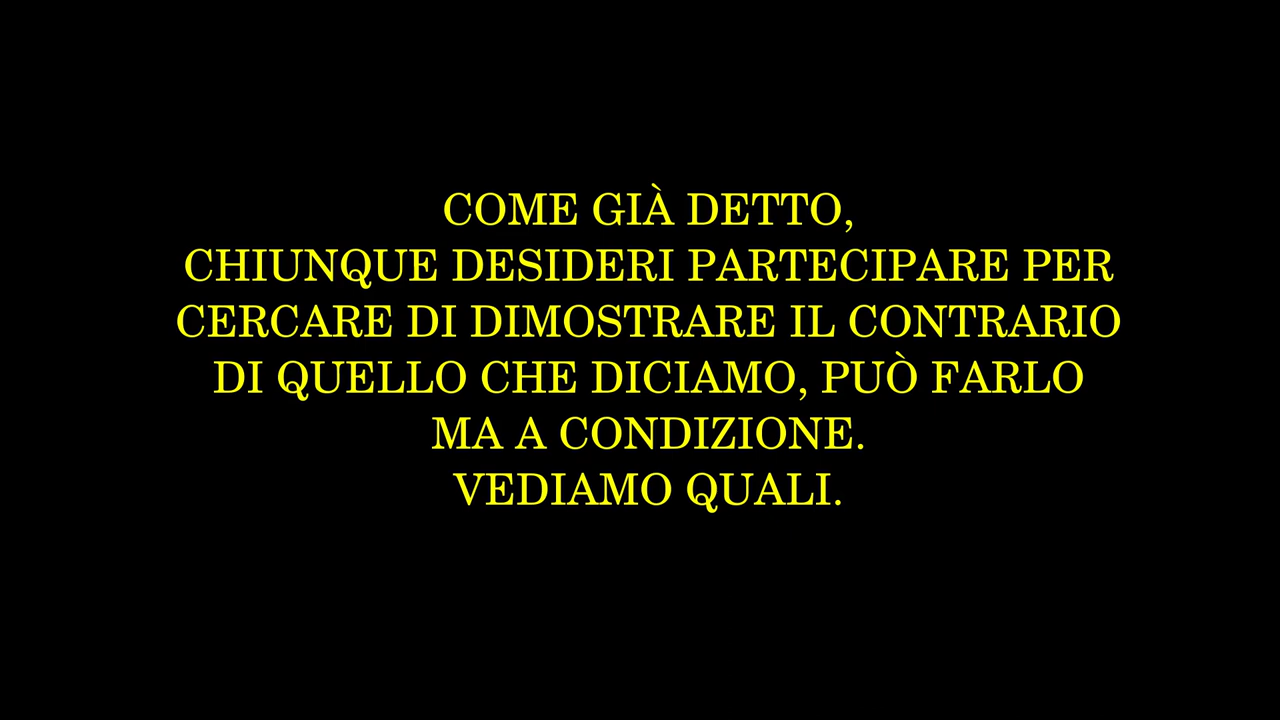 COME GIÀ DETTO,
CHIUNQUE DESIDERI PARTECIPARE PER
CERCARE DI DIMOSTRARE IL CONTRARIO
DI QUELLO CHE DICIAMO, PUÒ FARLO
MA A CONDIZIONE.
VEDIAMO QUALI.